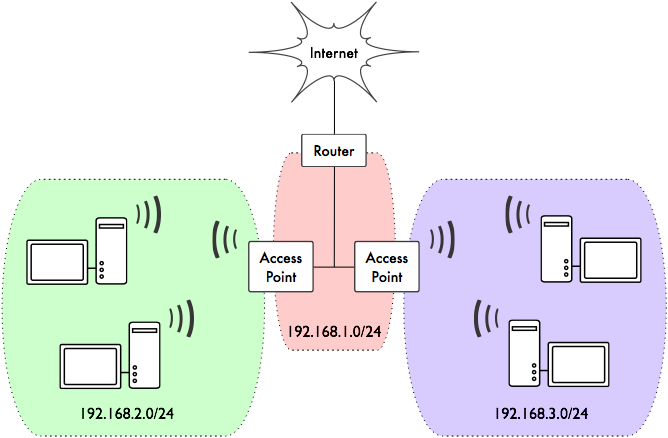 Internet
Router
Access
Point
Access
Point
192.168.1.0/24
192.168.2.0/24
192.168.3.0/24